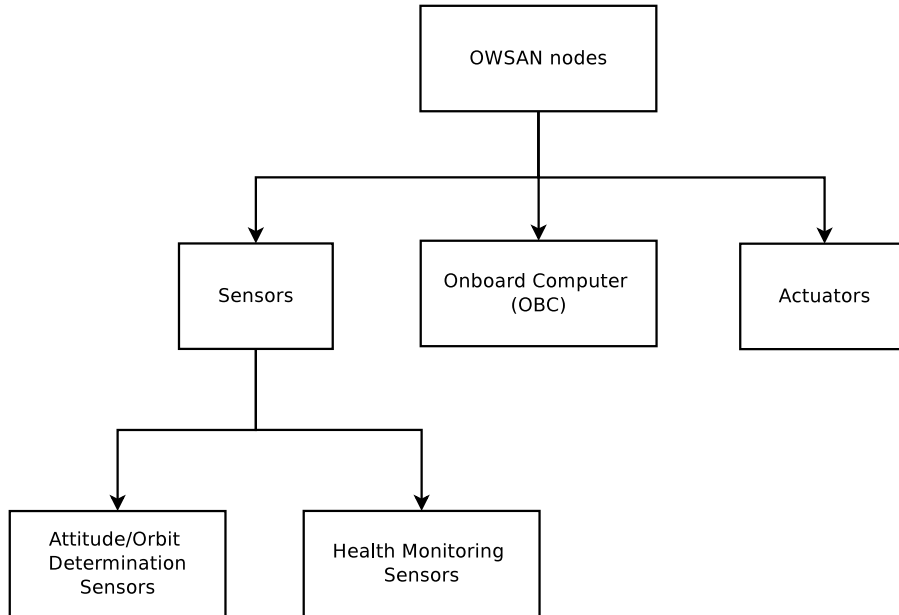 OWSAN nodes
Sensors
Onboard Computer
(OBC)
Actuators
Attitude/Orbit
Determination
Sensors
Health Monitoring
Sensors